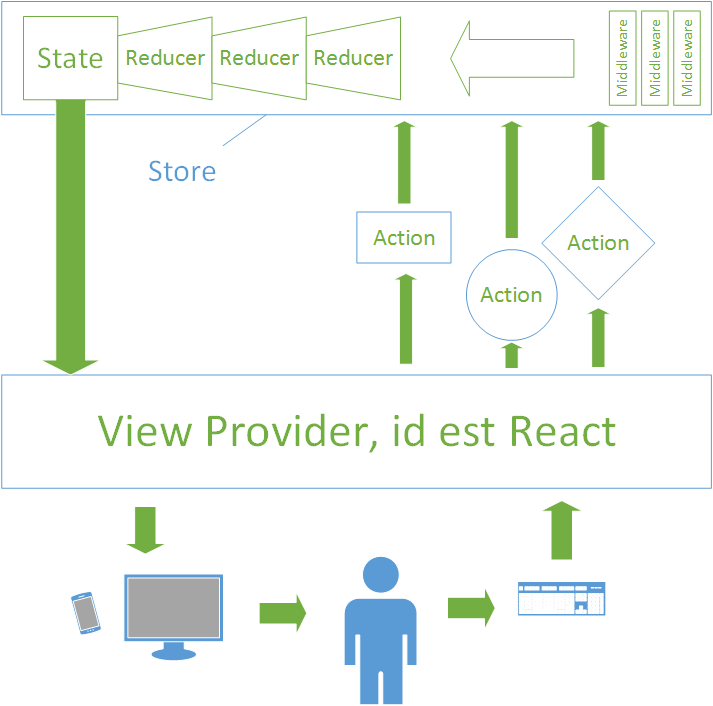 State
Reducer
Reducer
Reducer
Middleware
Middleware
Middleware
Store
Action
Action
Action
View Provider, id est React